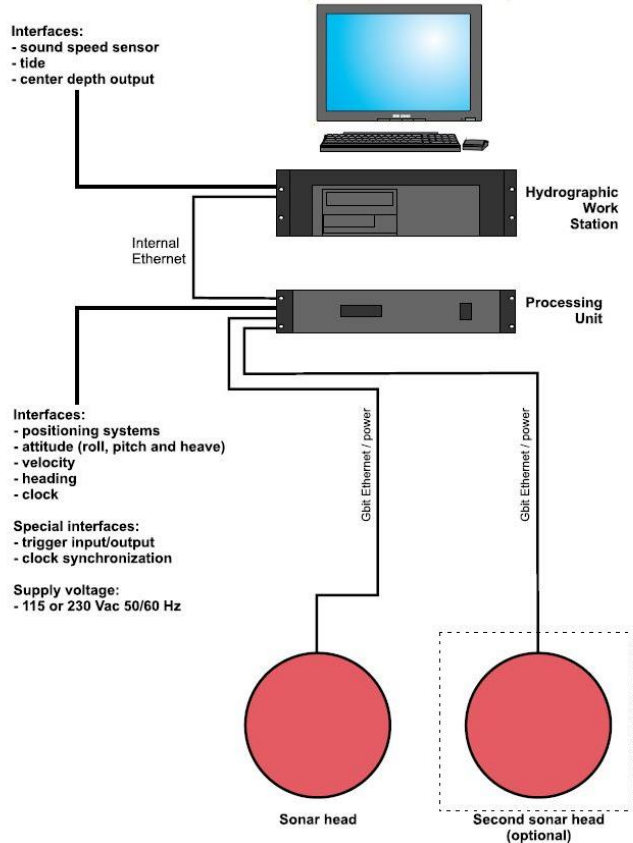 Interfaces:
- sound speed sensor
- tide
- center depth output
Hydrographic
Work
Station
Internal
Ethernet
Processing
Unit
Interfaces:
- positioning systems
- attitude (roll, pitch and heave)
- velocity
- heading
- clock
Special interfaces:
- trigger input/output
- clock synchronization
Supply voltage:
- 115 or 230 Vac 50/60 Hz
Gbit Ethernet / power
Gbit Ethernet / power
Sonar head
Second sonar head
(optional)